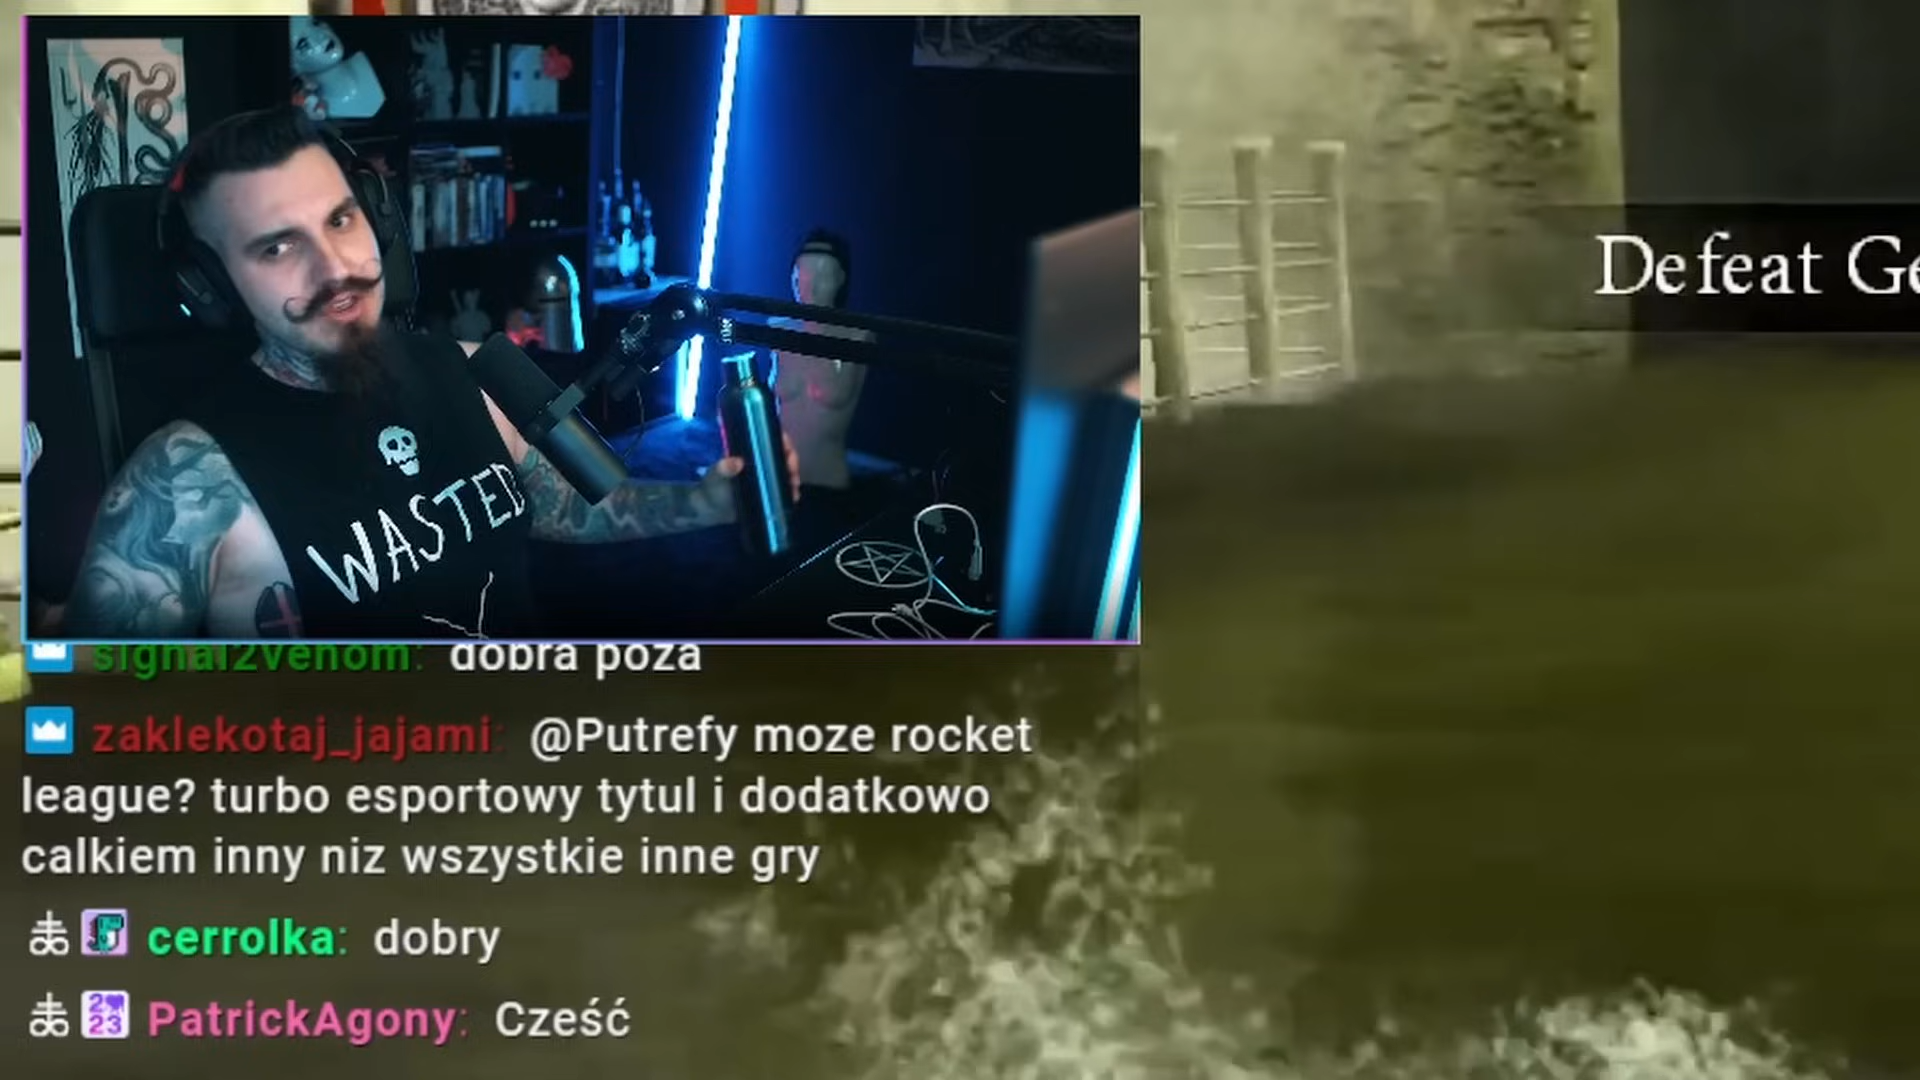 WASTED
Defeat Ge
signal2venom: dobra poza
zaklekotaj_jajami: @Putrefy moze rocket
league? turbo esportowy tytul i dodatkowo
calkiem inny niz wszystkie inne gry
cerrolka: dobry
2023 PatrickAgony: Cześć